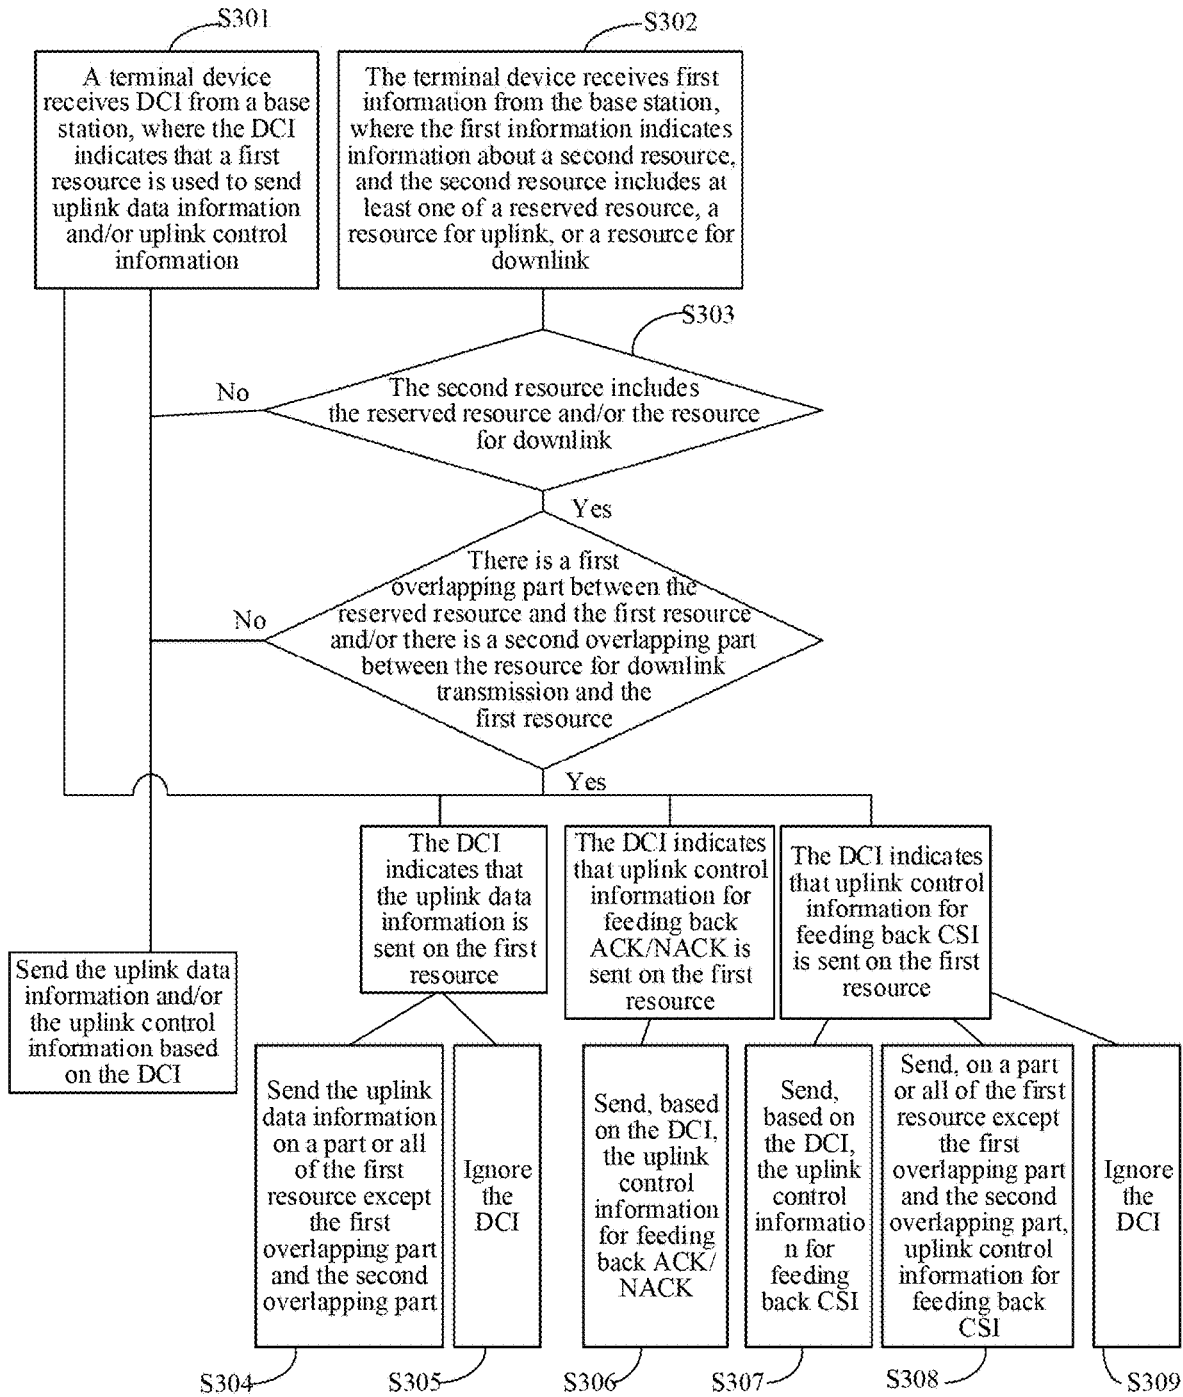 S301
S302
A terminal device
receives DCI from a base
station, where the DCI
indicates that a first
resource is used to send
uplink data information
and/or uplink control
information
The terminal device receives first
information from the base station,
where the first information indicates
information about a second resource,
and the second resource includes at
least one of a reserved resource, a
resource for uplink, or a resource for
downlink
S303
No
The second resource includes
the reserved resource and/or the resource
for downlink
Yes
There is a first
overlapping part between the
reserved resource and the first resource
and/or there is a second overlapping part
between the resource for downlink
transmission and the
first resource
No
Yes
The DCI
indicates that
the uplink data
information is
sent on the first
resource
The DCI indicates
that uplink control
information for
feeding back
ACK/NACK is
sent on the first
resource
The DCI indicates
that uplink control
information for
feeding back CSI
is sent on the first
resource
Send the uplink data
information and/or
the uplink control
information based
on the DCI
Send the uplink
data information
on a part or all
of the first
resource except
the first
overlapping part
and the second
overlapping part
Ignore
the
DCI
Send, based
on the DCI,
the uplink
control
information
for feeding
back ACK/
NACK
Send,
based on
the DCI,
the uplink
control
informatio
n for
feeding
back CSI
Send, on a part
or all of the first
resource except
the first
overlapping part
and the second
overlapping part,
uplink control
information for
feeding back
CSI
Ignore
the
DCI
S304
S305
S306
S307
S308
S309